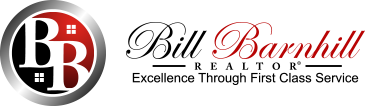 BB
Bill Barnhill
REALTOR®
Excellence Through First Class Service